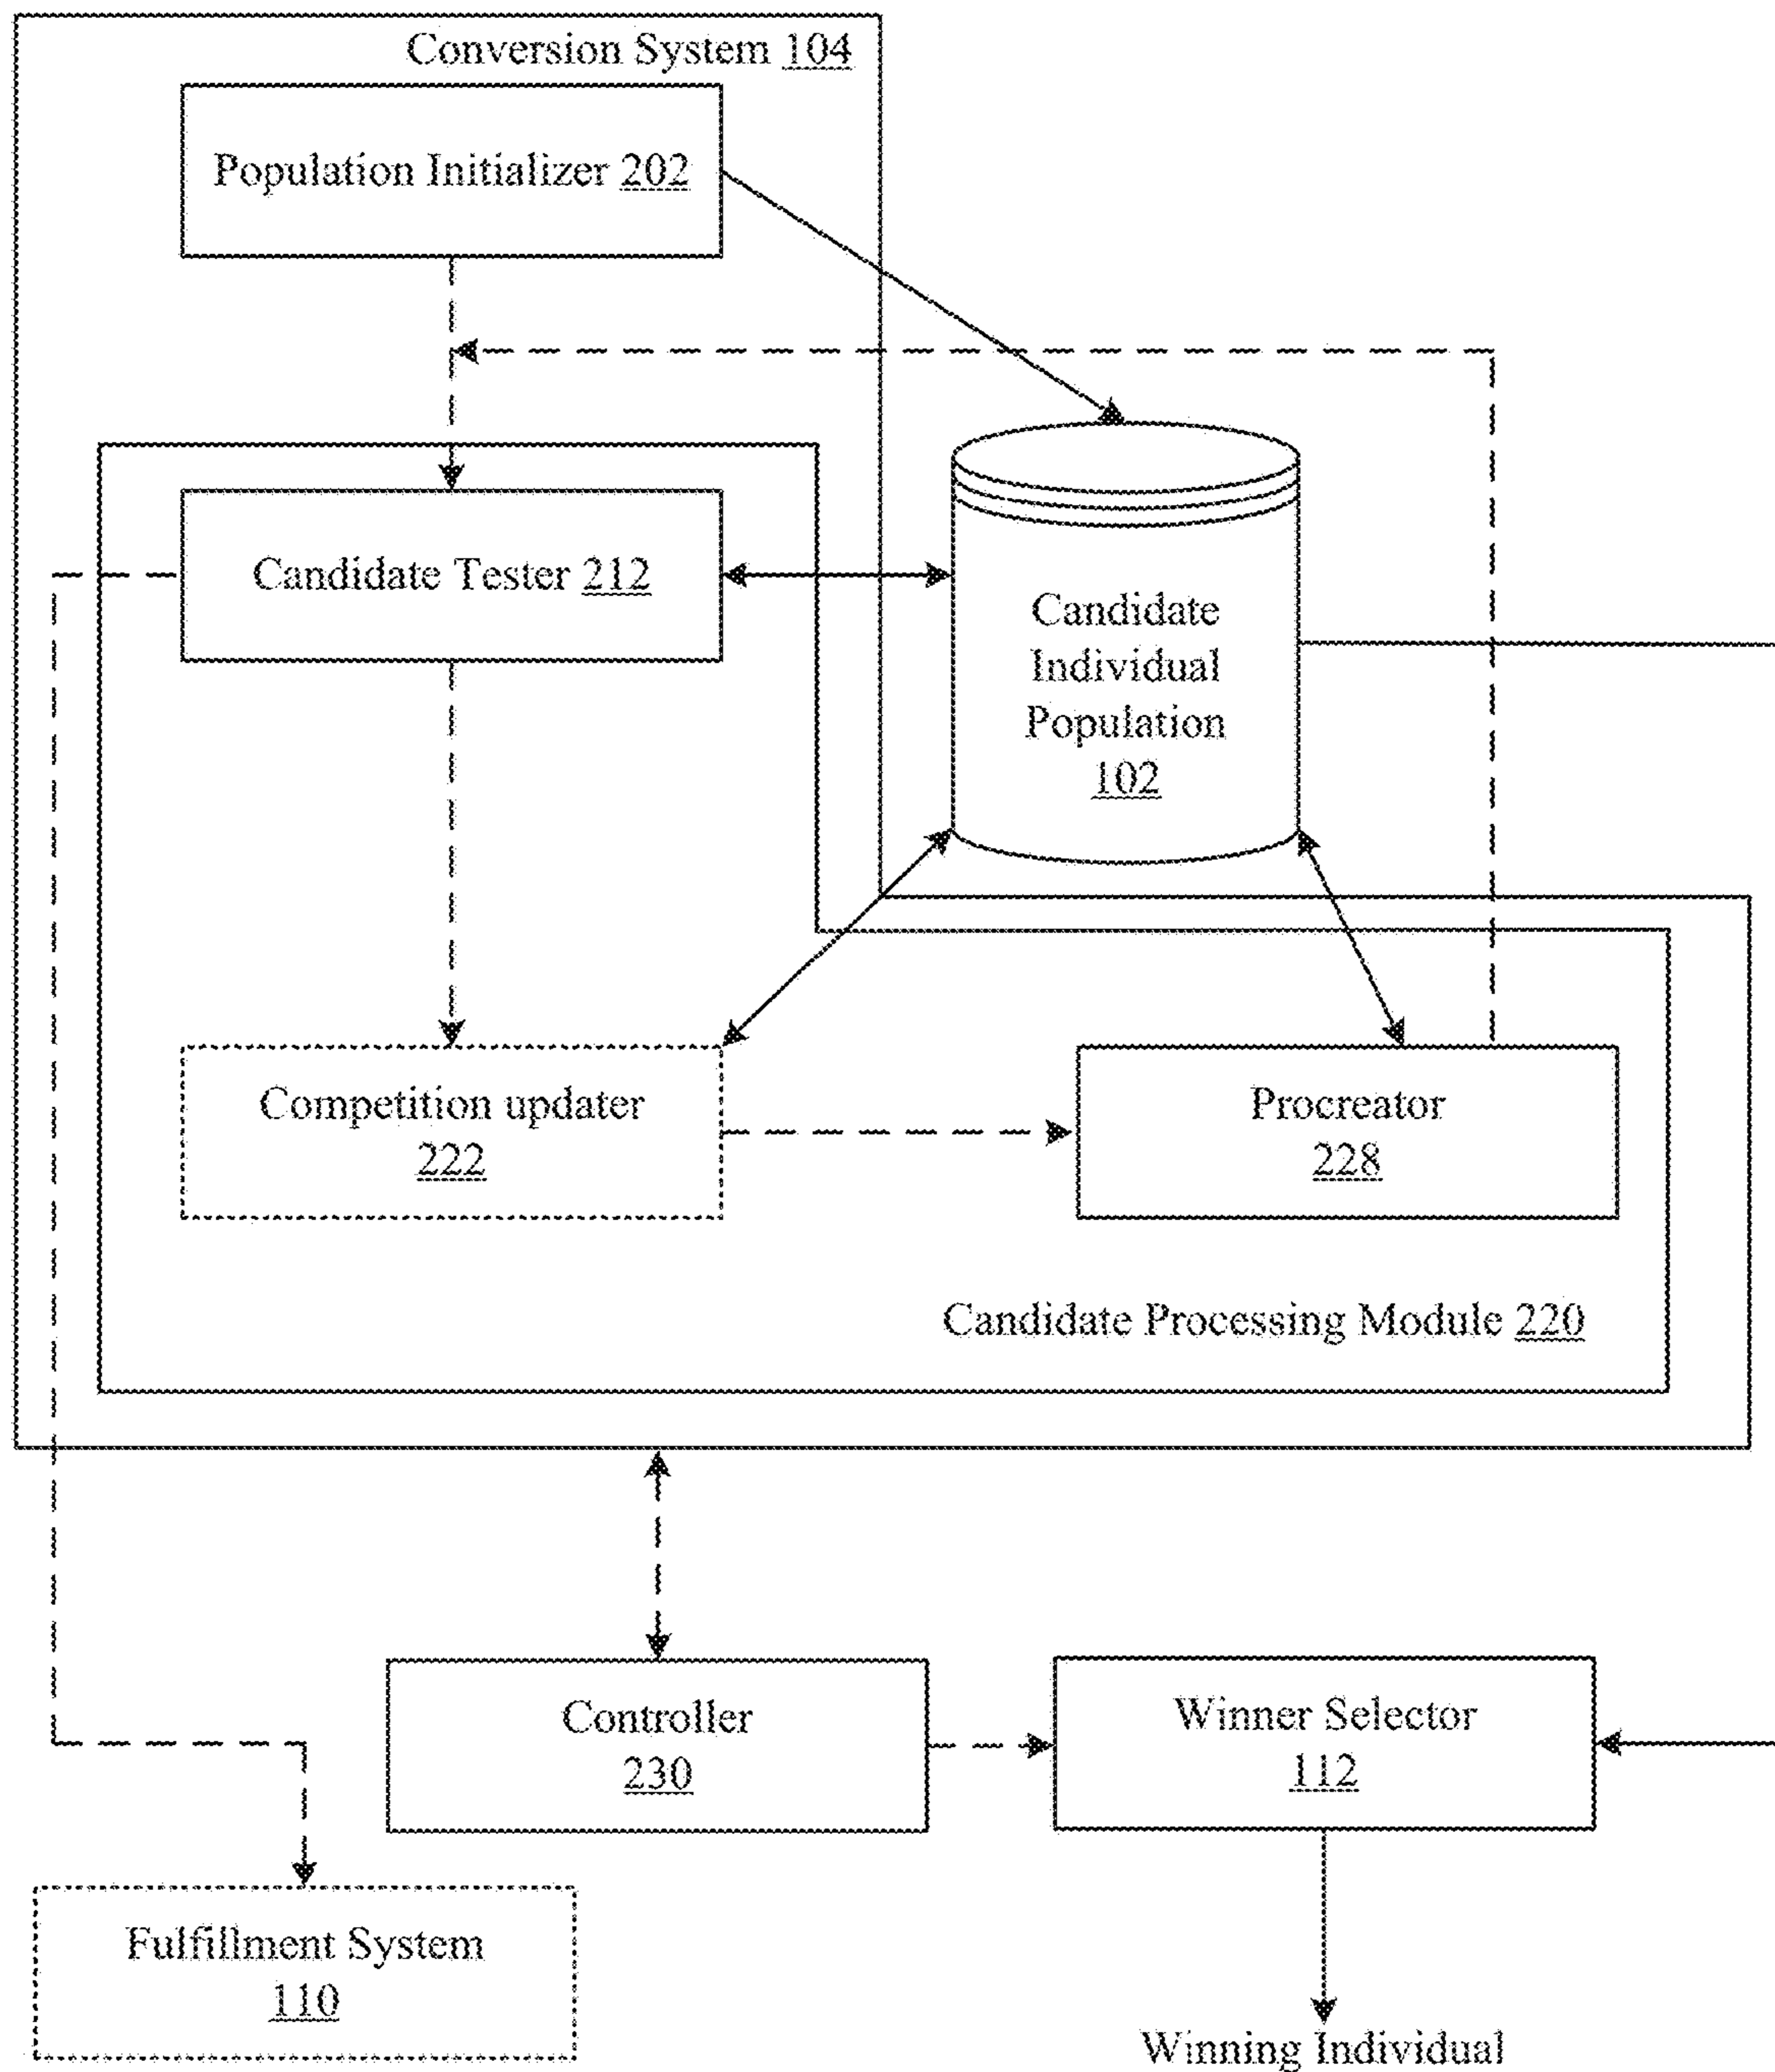 Conversion System 104
Population Initializer 202
Candidate Tester 212
Candidate
Individual
Population
102
Competition updater
222
Procreator
228
Candidate Processing Module 220
Controller
230
Winner Selector
112
Fulfillment System
110
Winning Individual